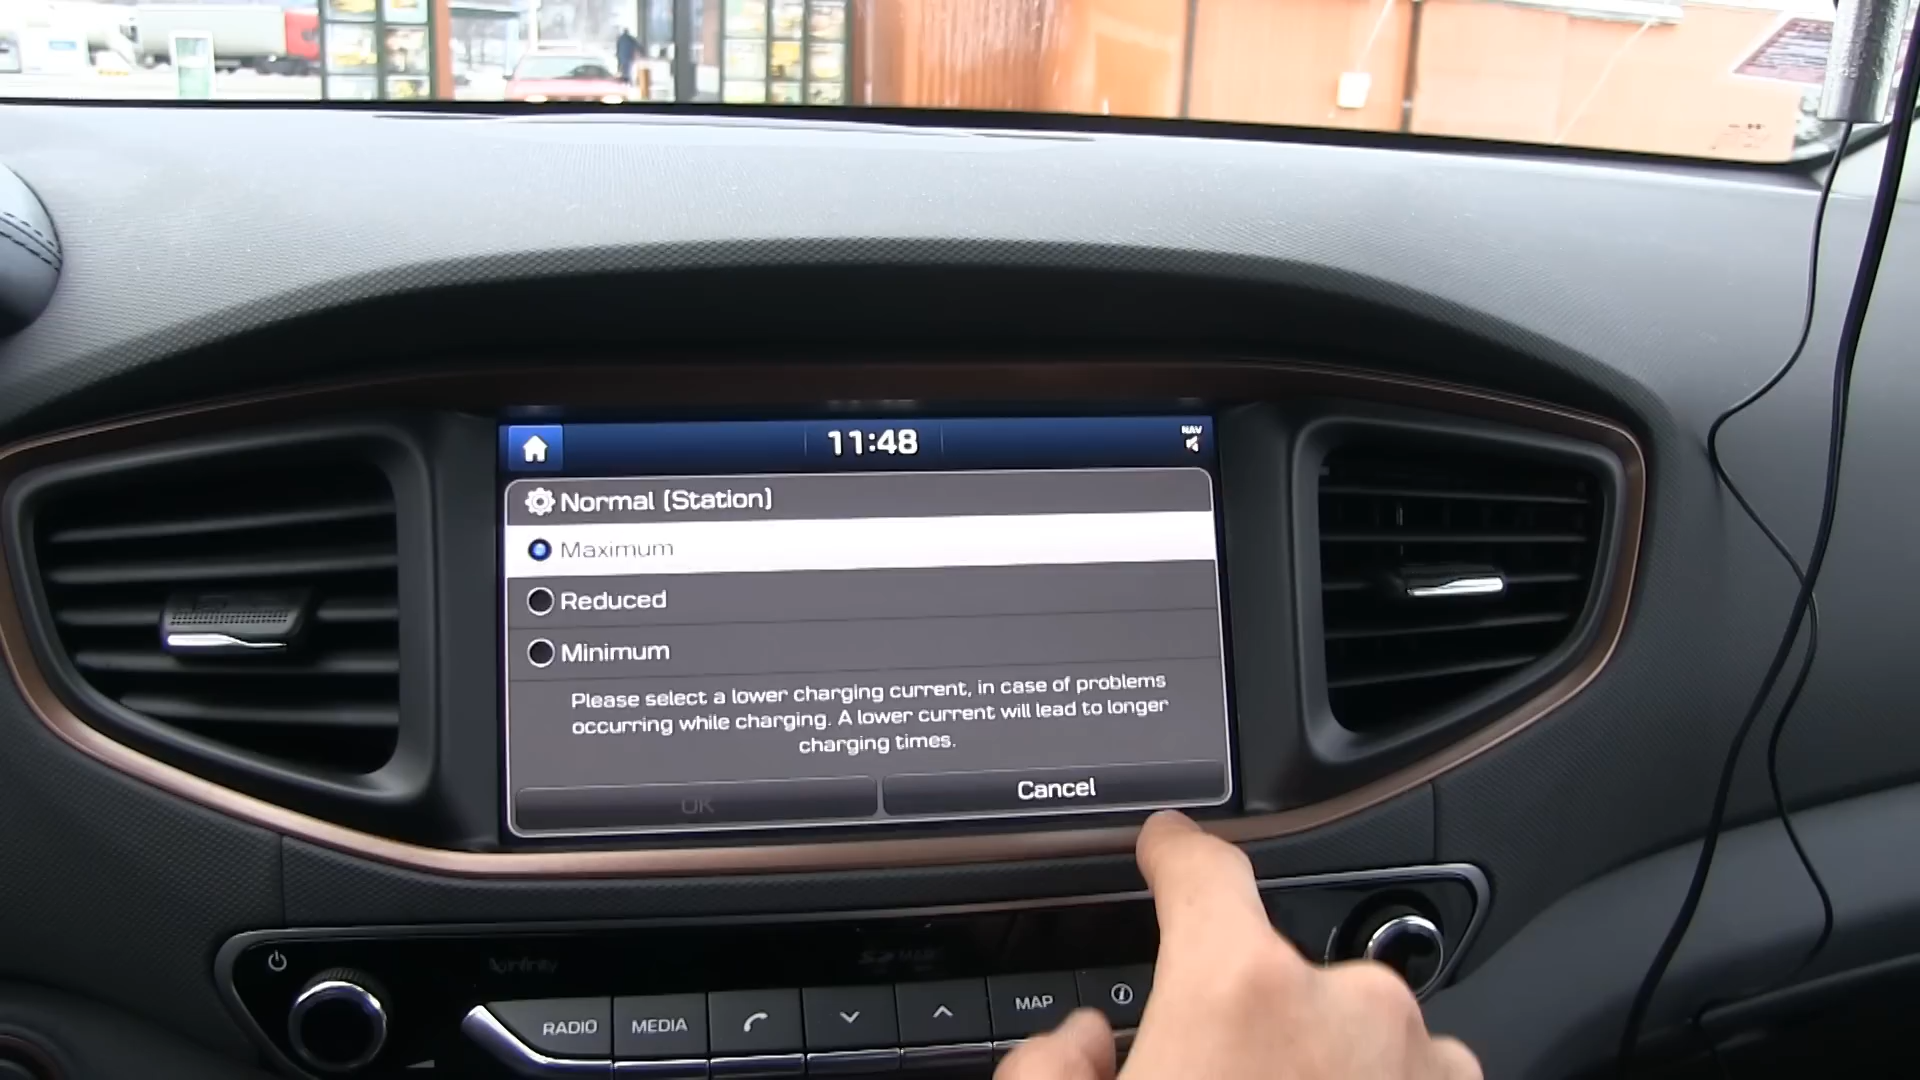 11:48
NAV
Normal (Station)
Maximum
Reduced
Minimum
Please select a lower charging current, in case of problems
occurring while charging. A lower current will lead to longer
charging times.
OK
Cancel
infinity
RADIO
MEDIA
MAP